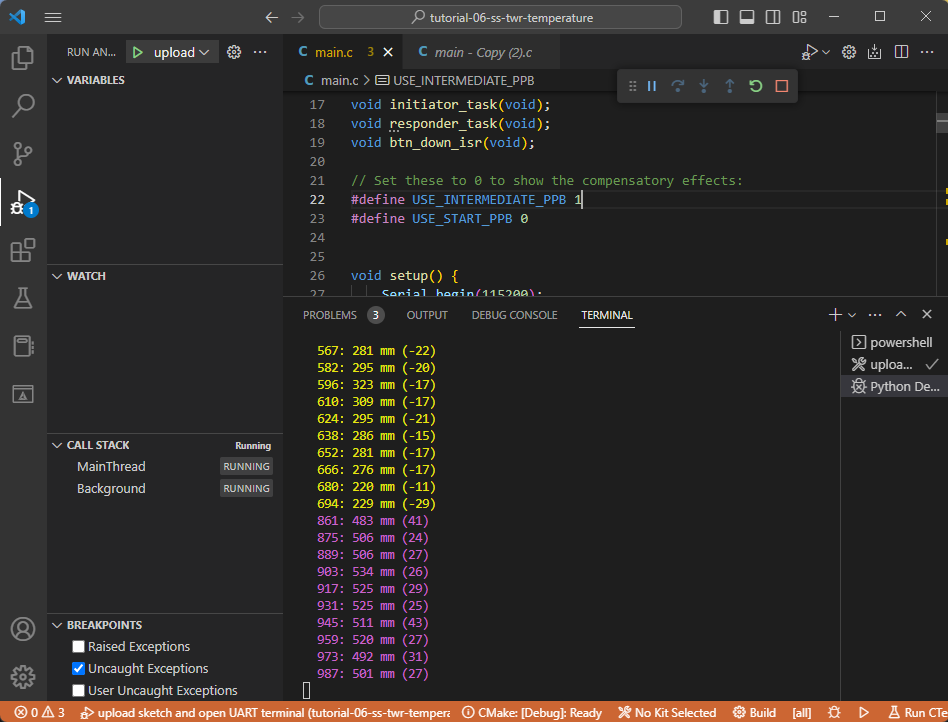 tutorial-06-ss-twr-temperature
RUN AN... upload
VARIABLES
WATCH
CALL STACK Running
MainThread RUNNING
Background RUNNING
BREAKPOINTS
Raised Exceptions
Uncaught Exceptions
User Uncaught Exceptions
1
main.c 3 main - Copy (2).c
main.c > USE_INTERMEDIATE_PPB
17 void initiator_task(void);
18 void responder_task(void);
19 void btn_down_isr(void);
20
21 // Set these to 0 to show the compensatory effects:
22 #define USE_INTERMEDIATE_PPB 1
23 #define USE_START_PPB 0
24
25
26 void setup() {
27 Serial.begin(115200);
PROBLEMS 3 OUTPUT DEBUG CONSOLE TERMINAL
567: 281 mm (-22)
582: 295 mm (-20)
596: 323 mm (-17)
610: 309 mm (-17)
624: 295 mm (-21)
638: 286 mm (-15)
652: 281 mm (-17)
666: 276 mm (-17)
680: 220 mm (-11)
694: 229 mm (-29)
861: 483 mm (41)
875: 506 mm (24)
889: 506 mm (27)
903: 534 mm (26)
917: 525 mm (29)
931: 525 mm (25)
945: 511 mm (43)
959: 520 mm (27)
973: 492 mm (31)
987: 501 mm (27)
powershell
uploa...
Python De...
0 3 upload sketch and open UART terminal (tutorial-06-ss-twr-tempera CMake: [Debug]: Ready No Kit Selected Build [all] Run CTe